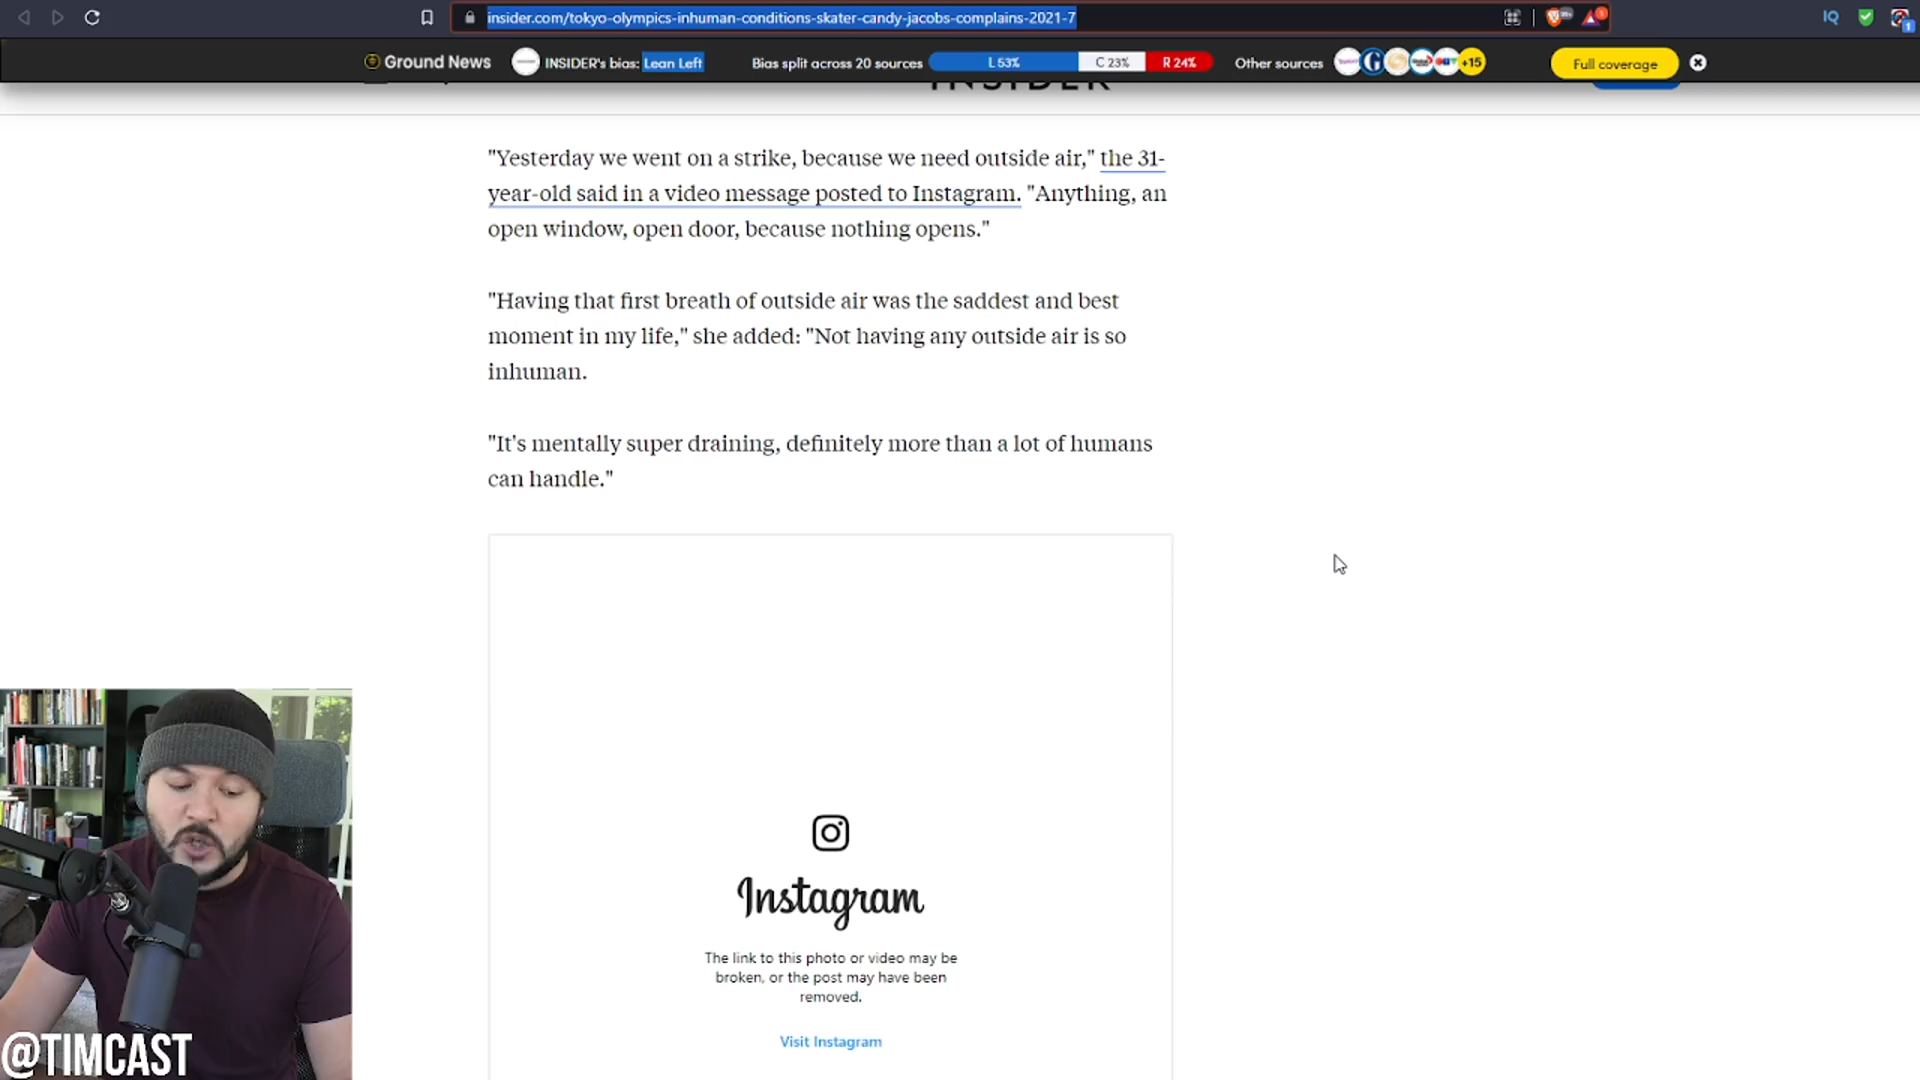 insider.com/tokyo-olympics-inhuman-conditions-skater-candy-jacobs-complains-2021-7
IQ
1
Ground News
INSIDER's bias: Lean Left
Bias split across 20 sources
L 53%
C 23%
R 24%
Other sources
+15
Full coverage
INSIDER
"Yesterday we went on a strike, because we need outside air," the 31-
year-old said in a video message posted to Instagram. "Anything, an
open window, open door, because nothing opens."
"Having that first breath of outside air was the saddest and best
moment in my life," she added: "Not having any outside air is so
inhuman.
"It's mentally super draining, definitely more than a lot of humans
can handle."
Instagram
The link to this photo or video may be
broken, or the post may have been
removed.
Visit Instagram
@TIMCAST